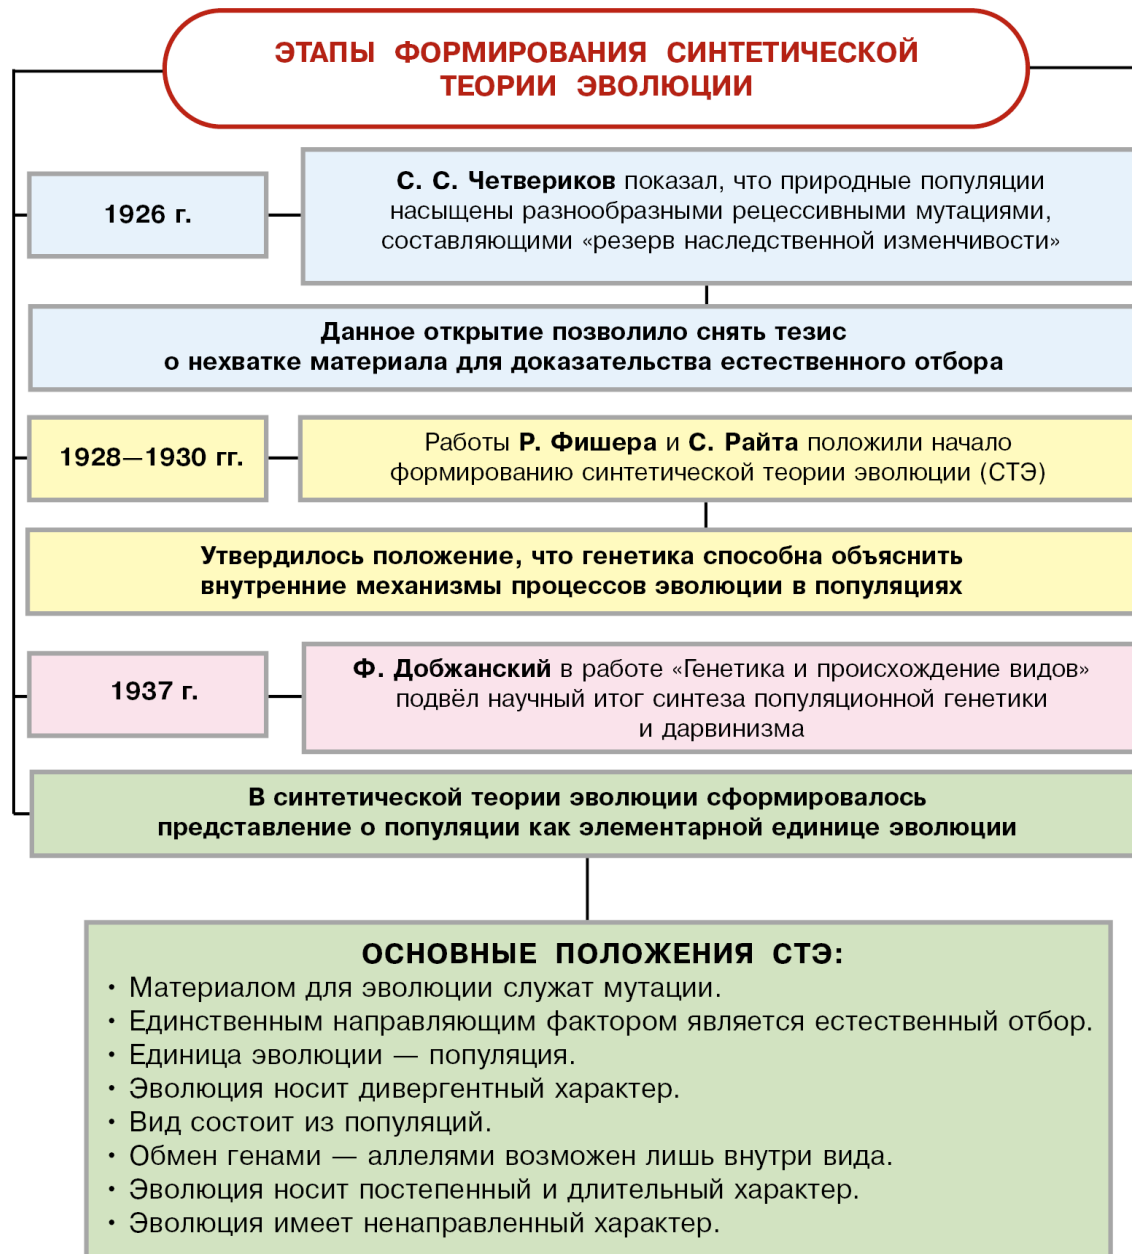 ЭТАПЫ ФОРМИРОВАНИЯ СИНТЕТИЧЕСКОЙ
ТЕОРИИ ЭВОЛЮЦИИ
1926 г.
С. С. Четвериков показал, что природные популяции
насыщены разнообразными рецессивными мутациями,
составляющими «резерв наследственной изменчивости»
Данное открытие позволило снять тезис
о нехватке материала для доказательства естественного отбора
1928—1930 гг.
Работы Р. Фишера и С. Райта положили начало
формированию синтетической теории эволюции (СТЭ)
Утвердилось положение, что генетика способна объяснить
внутренние механизмы процессов эволюции в популяциях
1937 г.
Ф. Добжанский в работе «Генетика и происхождение видов»
подвёл научный итог синтеза популяционной генетики
и дарвинизма
В синтетической теории эволюции сформировалось
представление о популяции как элементарной единице эволюции
ОСНОВНЫЕ ПОЛОЖЕНИЯ СТЭ:
• Материалом для эволюции служат мутации.
• Единственным направляющим фактором является естественный отбор.
• Единица эволюции — популяция.
• Эволюция носит дивергентный характер.
• Вид состоит из популяций.
• Обмен генами — аллелями возможен лишь внутри вида.
• Эволюция носит постепенный и длительный характер.
• Эволюция имеет ненаправленный характер.